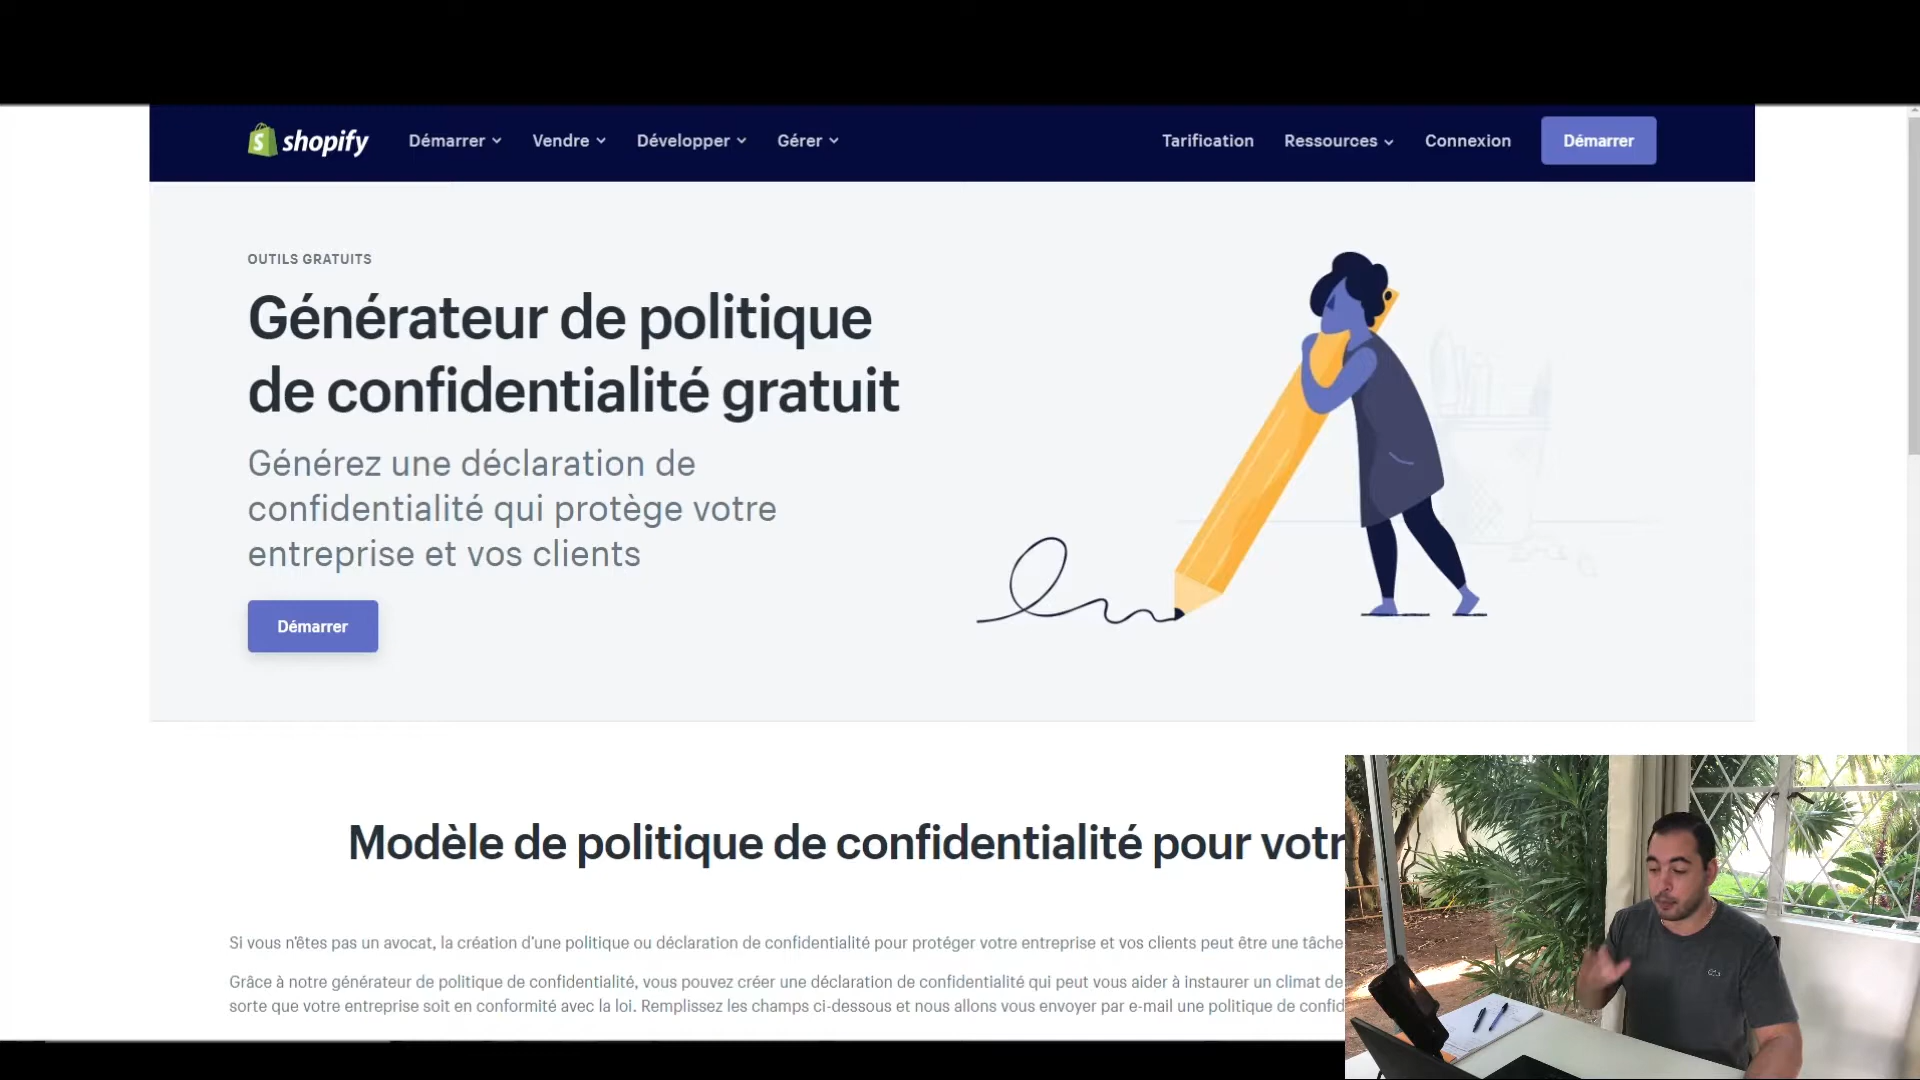 shopify
Démarrer
Vendre
Développer
Gérer
Tarification
Ressources
Connexion
Démarrer
OUTILS GRATUITS
Générateur de politique
de confidentialité gratuit
Générez une déclaration de
confidentialité qui protège votre
entreprise et vos clients
Démarrer
Modèle de politique de confidentialité pour
Si vous n'êtes pas un avocat, la création d'une politique ou déclaration de confidentialité pour protéger votre entreprise et vos clients peut être une tâche
Grâce à notre générateur de politique de confidentialité, vous pouvez créer une déclaration de confidentialité qui peut vous aider à instaurer un climat de
sorte que votre entreprise soit en conformité avec la loi. Remplissez les champs ci-dessous et nous allons vous envoyer par e-mail une politique de